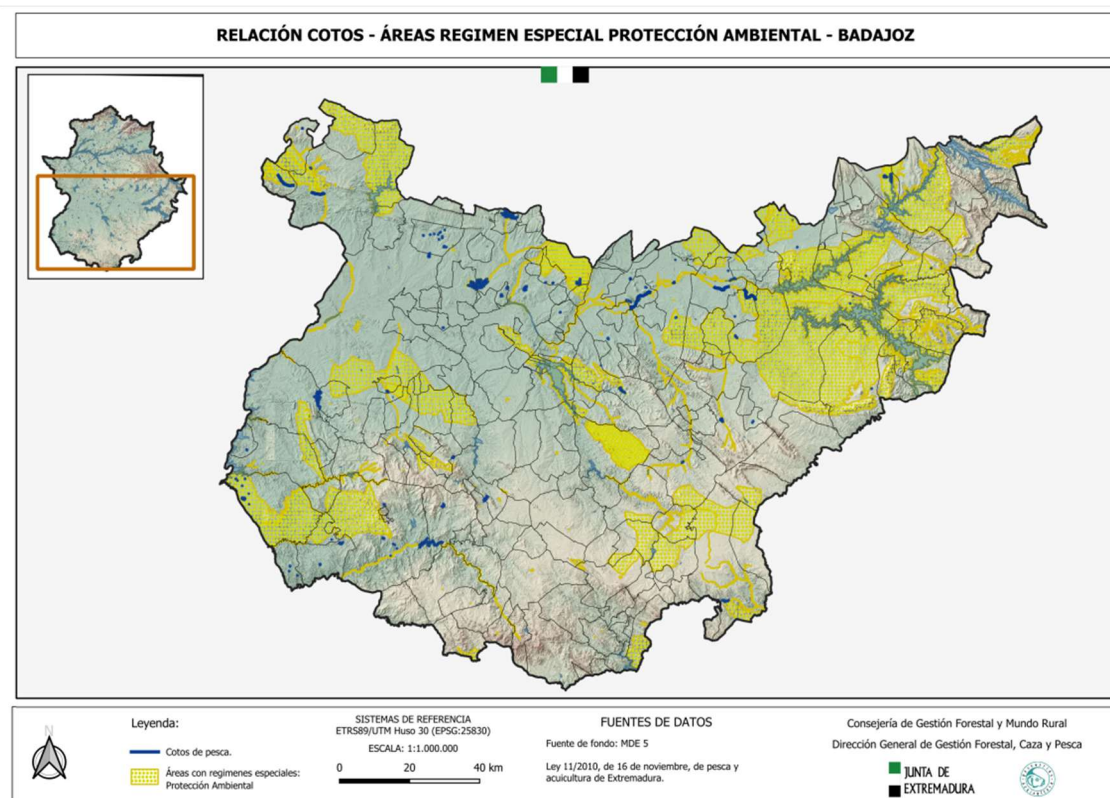 RELACIÓN COTOS - ÁREAS REGIMEN ESPECIAL PROTECCIÓN AMBIENTAL - BADAJOZ
N
Leyenda:
Cotos de pesca.
Áreas con regimenes especiales:
Protección Ambiental
SISTEMAS DE REFERENCIA
ETRS89/UTM Huso 30 (EPSG:25830)
ESCALA: 1:1.000.000
0 20 40 km
FUENTES DE DATOS
Fuente de fondo: MDE 5
Ley 11/2010, de 16 de noviembre, de pesca y
acuicultura de Extremadura.
Consejería de Gestión Forestal y Mundo Rural
Dirección General de Gestión Forestal, Caza y Pesca
JUNTA DE
EXTREMADURA